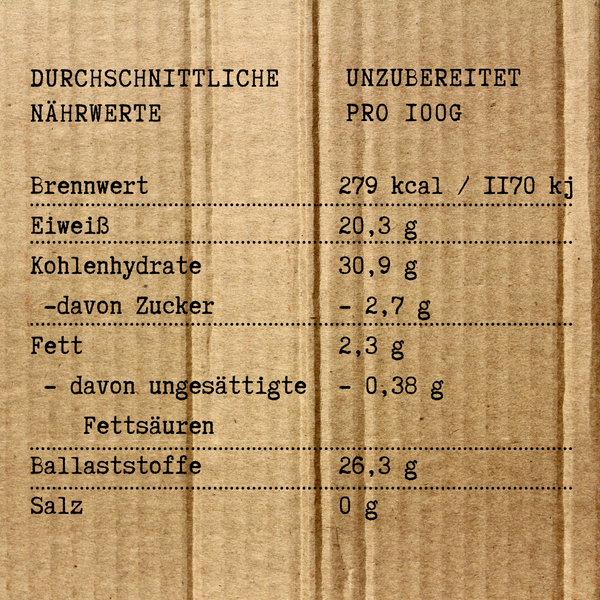 DURCHSCHNITTLICHE UNZUBEREITET
NÄHRWERTE PRO 100G
Brennwert 279 kcal / 1170 kj
Eiweiß 20,3 g
Kohlenhydrate 30,9 g
-davon Zucker - 2,7 g
Fett 2,3 g
- davon ungesättigte - 0,38 g
Fettsäuren
Ballaststoffe 26,3 g
Salz 0 g